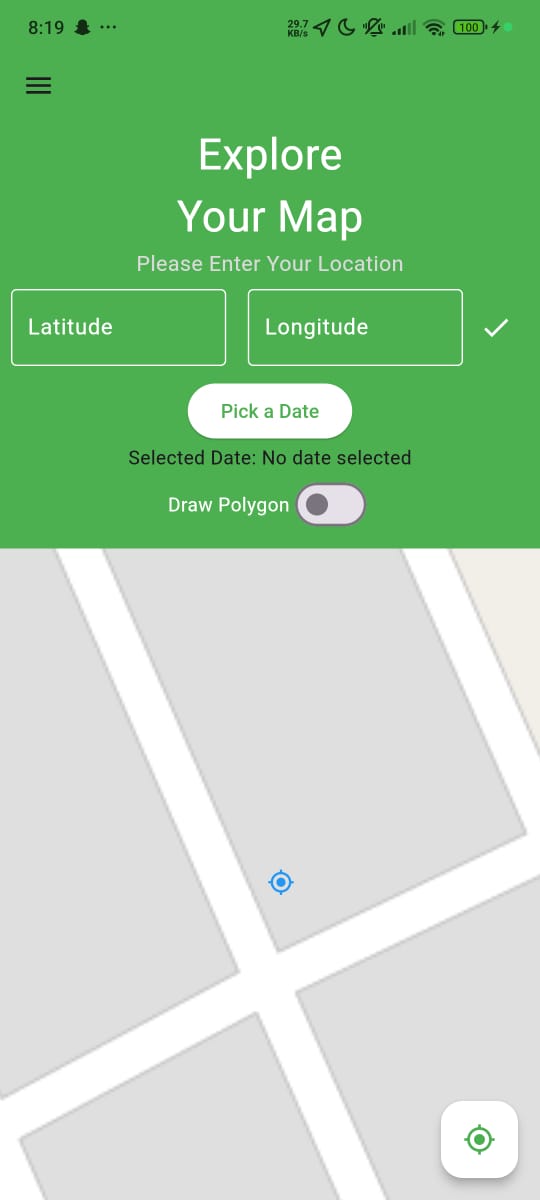 8:19
29.7
KB/s
100
Explore
Your Map
Please Enter Your Location
Latitude
Longitude
Pick a Date
Selected Date: No date selected
Draw Polygon